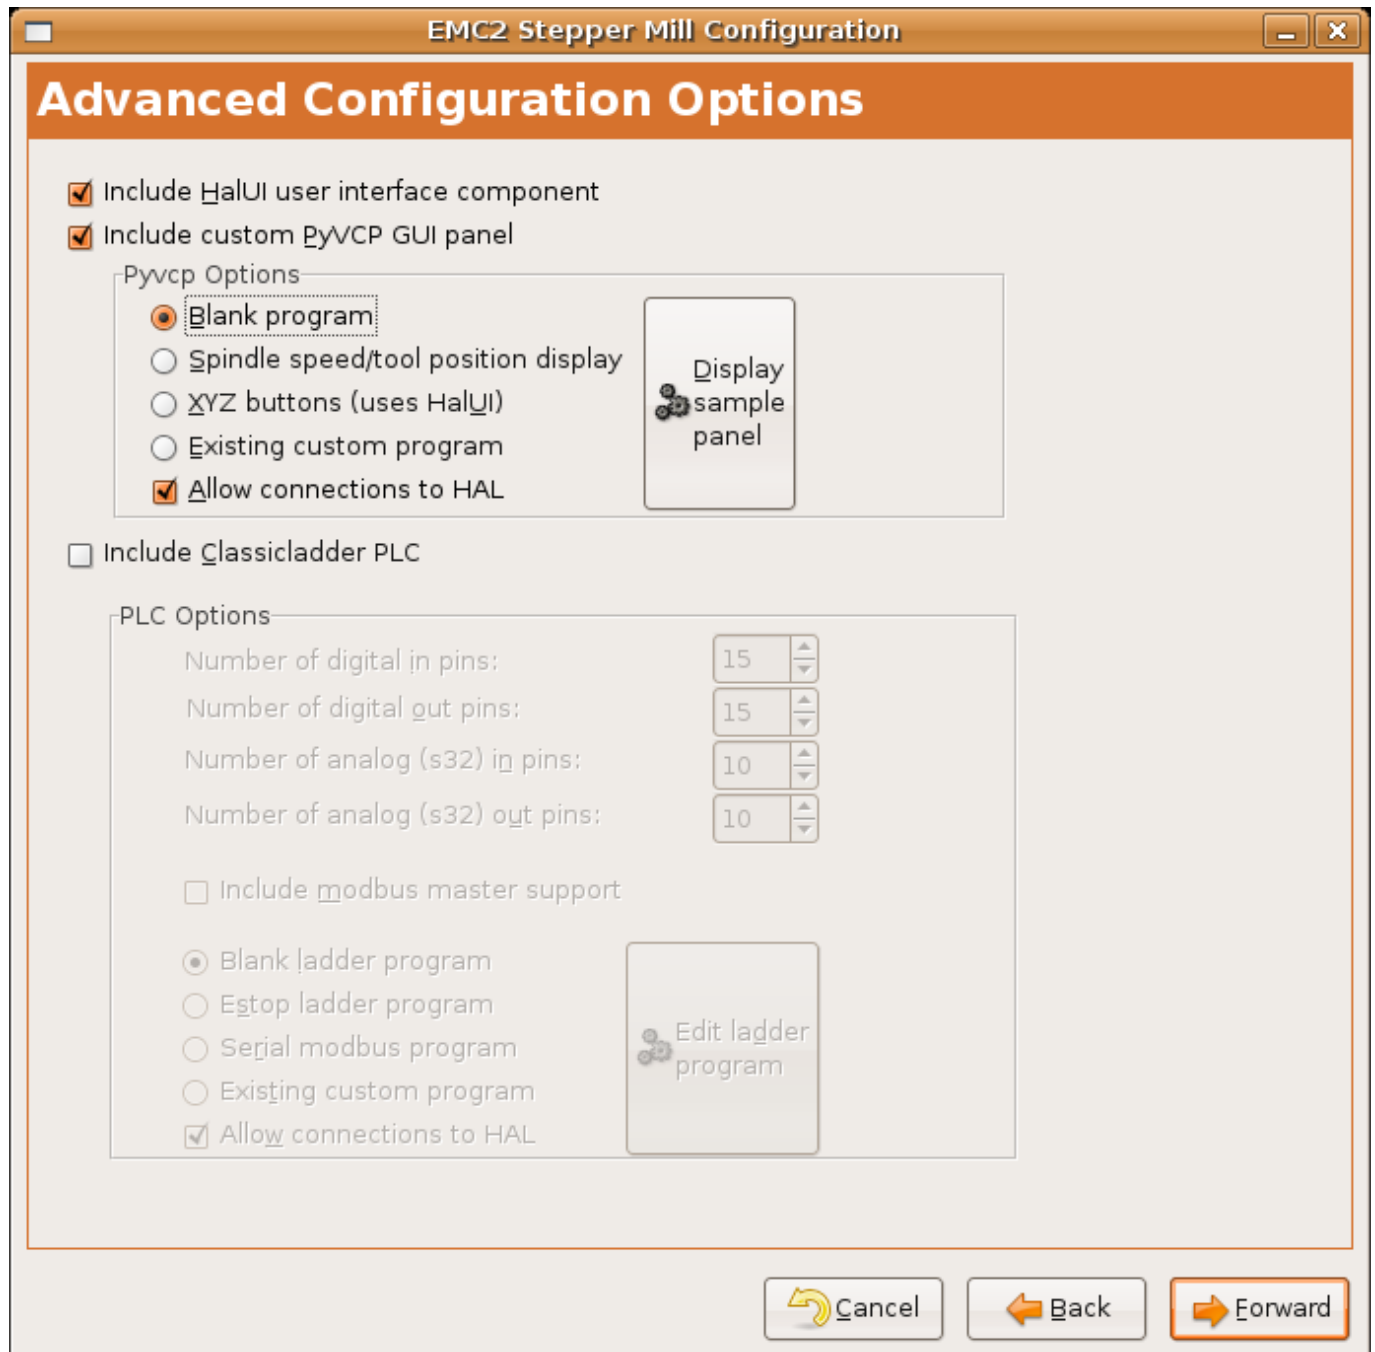 EMC2 Stepper Mill Configuration
Advanced Configuration Options
Include HalUI user interface component
Include custom PyVCP GUI panel
Pyvcp Options
Blank program
Spindle speed/tool position display
XYZ buttons (uses HalUI)
Existing custom program
Allow connections to HAL
Display
sample
panel
Include Classicladder PLC
PLC Options
Number of digital in pins: 15
Number of digital out pins: 15
Number of analog (s32) in pins: 10
Number of analog (s32) out pins: 10
Include modbus master support
Blank ladder program
Estop ladder program
Serial modbus program
Existing custom program
Allow connections to HAL
Edit ladder
program
Cancel
Back
Forward